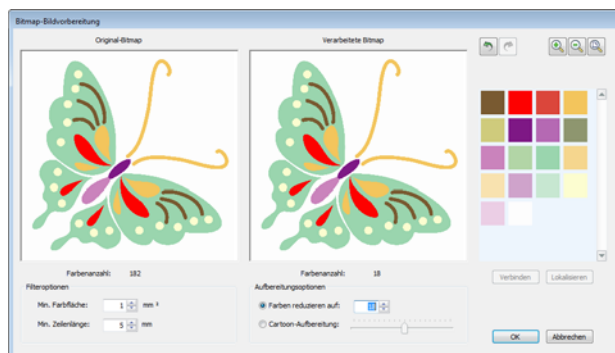 Bitmap-Bildvorbereitung
Original-Bitmap
Verarbeitete Bitmap
Farbenanzahl: 182
Farbenanzahl: 18
Filteroptionen
Min. Farbfläche: 1 mm ²
Min. Zeilenlänge: 5 mm
Aufbereitungsoptionen
Farben reduzieren auf: 18
Cartoon-Aufbereitung:
Verbinden
Lokalisieren
OK
Abbrechen